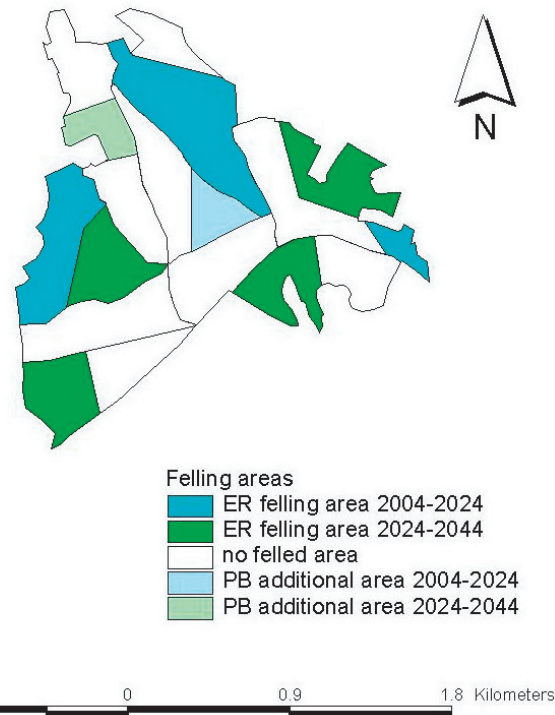 N
Felling areas
ER felling area 2004-2024
ER felling area 2024-2044
no felled area
PB additional area 2004-2024
PB additional area 2024-2044
0 0.9 1.8 Kilometers